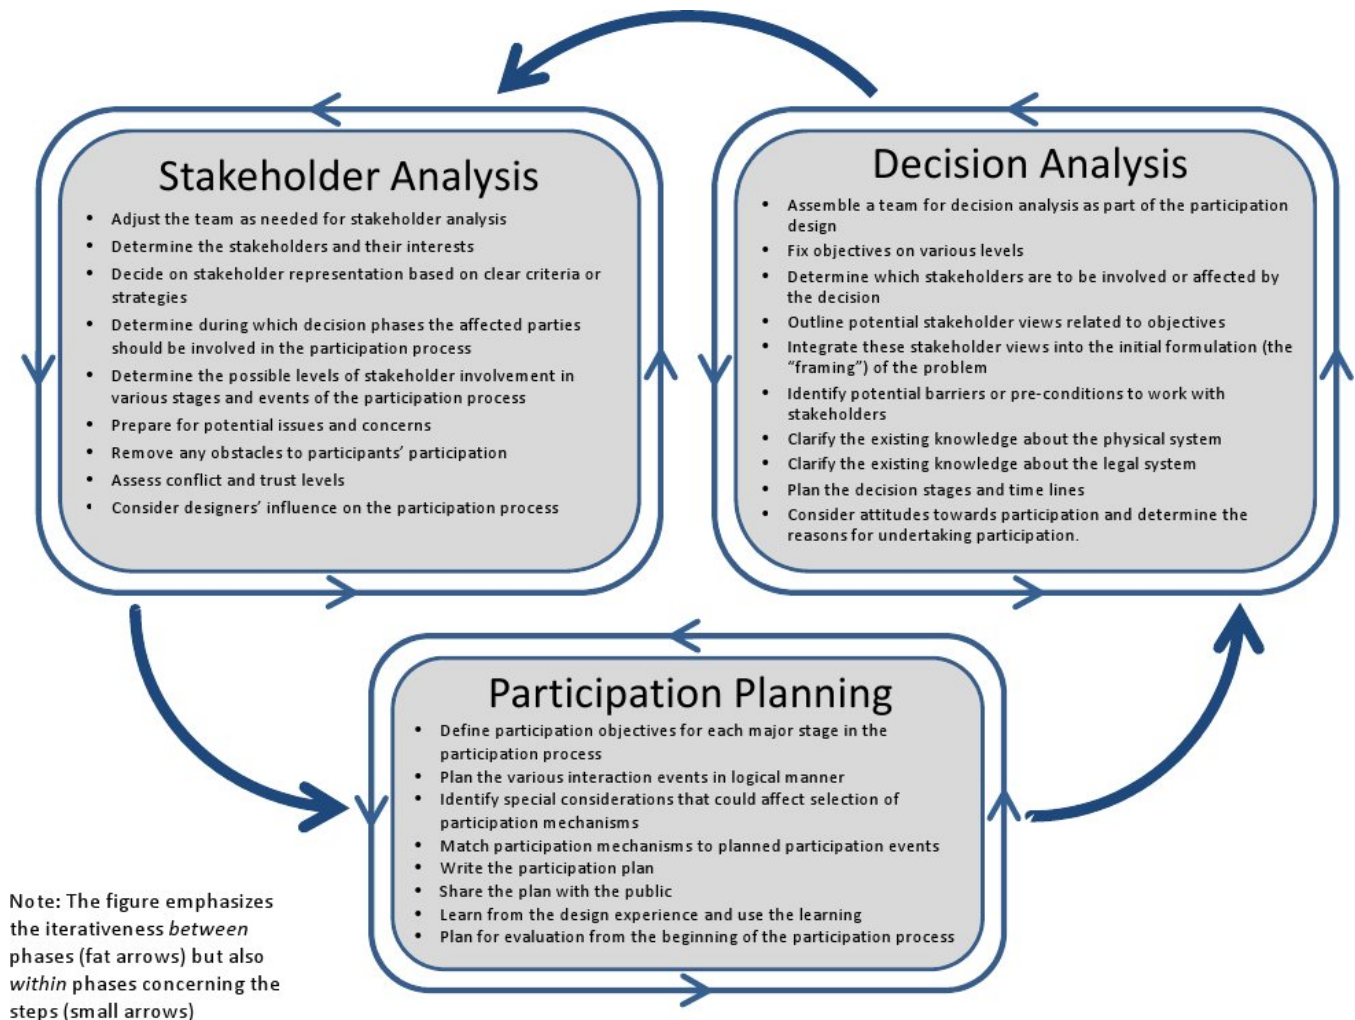 Stakeholder Analysis
• Adjust the team as needed for stakeholder analysis
• Determine the stakeholders and their interests
• Decide on stakeholder representation based on clear criteria or
strategies
• Determine during which decision phases the affected parties
should be involved in the participation process
• Determine the possible levels of stakeholder involvement in
various stages and events of the participation process
• Prepare for potential issues and concerns
• Remove any obstacles to participants’ participation
• Assess conflict and trust levels
• Consider designers’ influence on the participation process
Decision Analysis
• Assemble a team for decision analysis as part of the participation
design
• Fix objectives on various levels
• Determine which stakeholders are to be involved or affected by
the decision
• Outline potential stakeholder views related to objectives
• Integrate these stakeholder views into the initial formulation (the
“framing”) of the problem
• Identify potential barriers or pre-conditions to work with
stakeholders
• Clarify the existing knowledge about the physical system
• Clarify the existing knowledge about the legal system
• Plan the decision stages and time lines
• Consider attitudes towards participation and determine the
reasons for undertaking participation.
Participation Planning
• Define participation objectives for each major stage in the
participation process
• Plan the various interaction events in logical manner
• Identify special considerations that could affect selection of
participation mechanisms
• Match participation mechanisms to planned participation events
• Write the participation plan
• Share the plan with the public
• Learn from the design experience and use the learning
• Plan for evaluation from the beginning of the participation process
Note: The figure emphasizes
the iterativeness between
phases (fat arrows) but also
within phases concerning the
steps (small arrows)